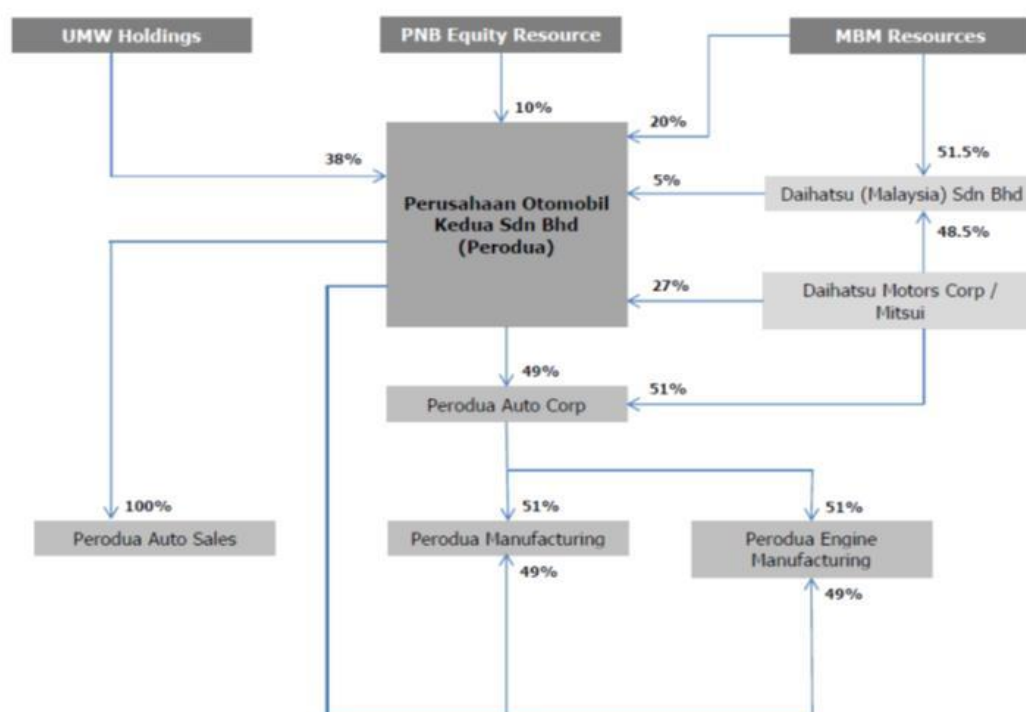 UMW Holdings
PNB Equity Resource
MBM Resources
10%
20%
38%
51.5%
5%
Perusahaan Otomobil
Kedua Sdn Bhd
(Perodua)
Daihatsu (Malaysia) Sdn Bhd
48.5%
27%
Daihatsu Motors Corp /
Mitsui
49%
51%
Perodua Auto Corp
100%
51%
51%
Perodua Auto Sales
Perodua Manufacturing
Perodua Engine
Manufacturing
49%
49%